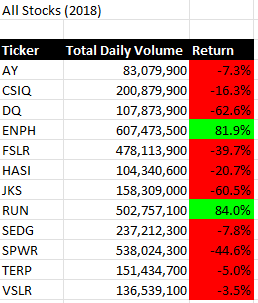 All Stocks (2018)
Ticker Total Daily Volume Return
AY 83,079,900 -7.3%
CSIQ 200,879,900 -16.3%
DQ 107,873,900 -62.6%
ENPH 607,473,500 81.9%
FSLR 478,113,900 -39.7%
HASI 104,340,600 -20.7%
JKS 158,309,000 -60.5%
RUN 502,757,100 84.0%
SEDG 237,212,300 -7.8%
SPWR 538,024,300 -44.6%
TERP 151,434,700 -5.0%
VSLR 136,539,100 -3.5%